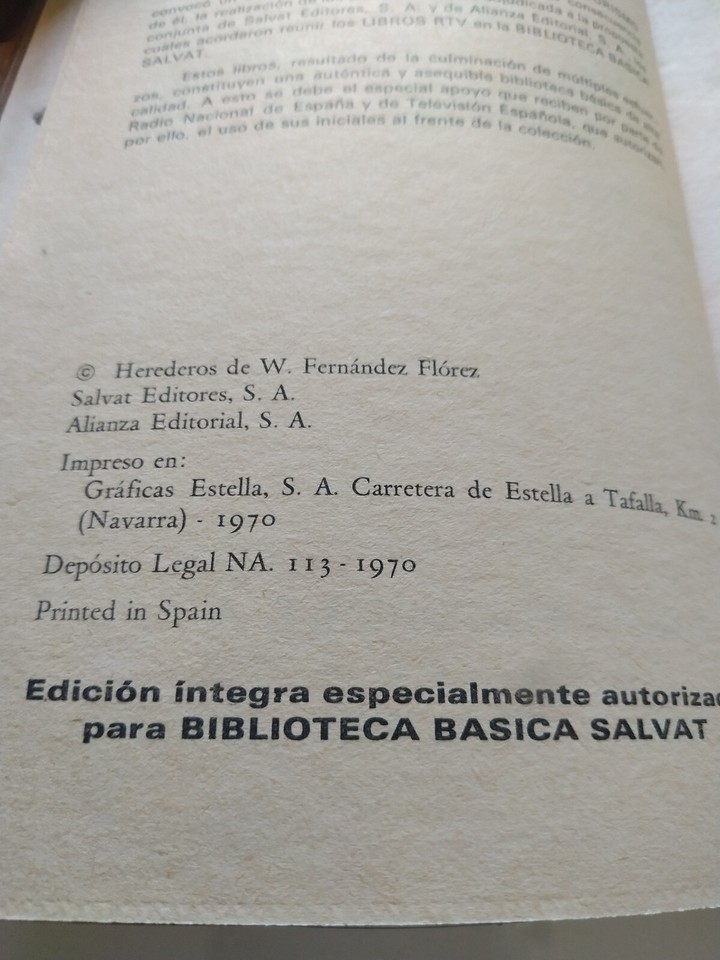 convocó
de él, la realización de
conjunta de Salvat Editores, S. A. y de Alianza Editorial, S. A., los
cuales acordaron reunir los LIBROS RTV en la BIBLIOTECA BASICA
SALVAT.
Estos libros, resultado de la culminación de múltiples
zos, constituyen una auténtica y asequible biblioteca básica de alta
calidad. A esto se debe el especial apoyo que reciben por parte de
Radio Nacional de España y de Televisión Española, que autorizan
por ello, el uso de sus iniciales al frente de la colección.
© Herederos de W. Fernández Flórez
Salvat Editores, S. A.
Alianza Editorial, S. A.
Impreso en:
Gráficas Estella, S. A. Carretera de Estella a Tafalla, Km. 2
(Navarra) - 1970
Depósito Legal NA. 113 - 1970
Printed in Spain
Edición íntegra especialmente autorizad
para BIBLIOTECA BASICA SALVAT